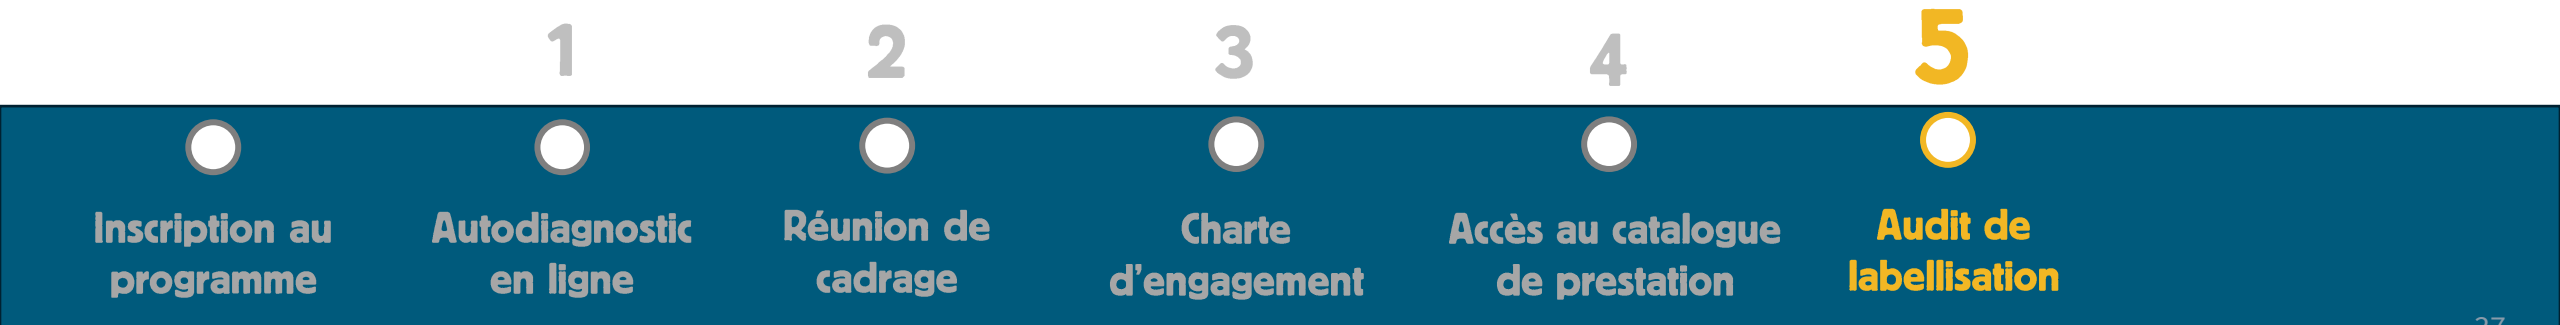 1
2
3
4
5
Inscription au
programme
Autodiagnostic
en ligne
Réunion de
cadrage
Charte
d'engagement
Accès au catalogue
de prestation
Audit de
labellisation